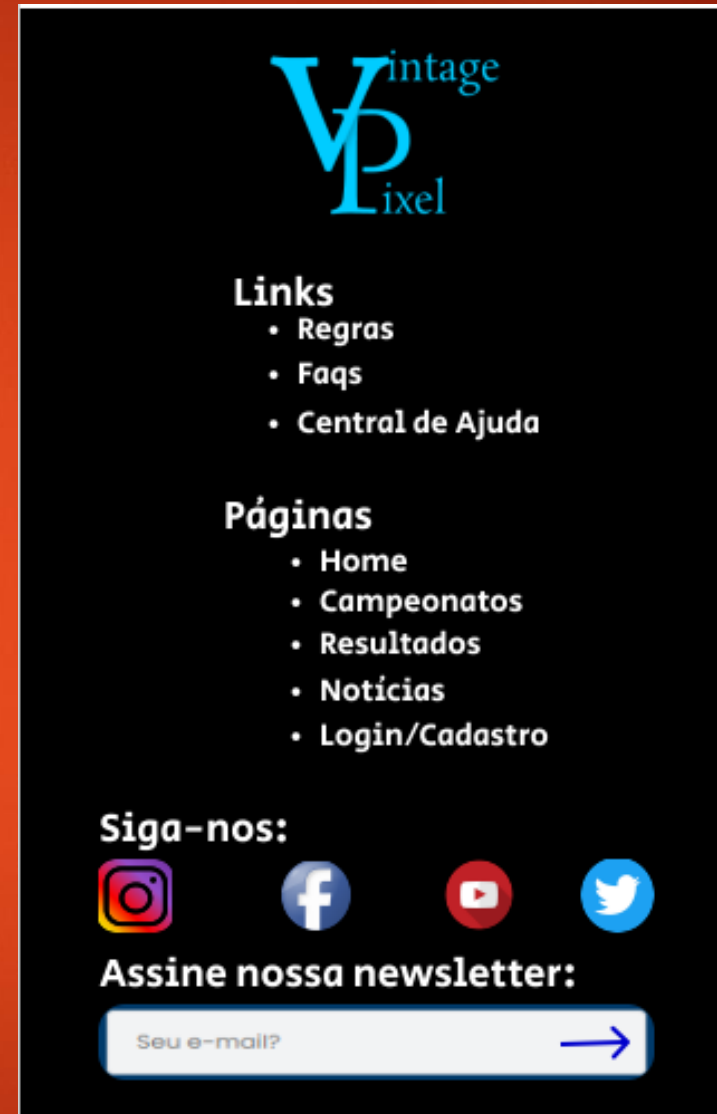 Vintage
Pixel
Links
• Regras
• Faqs
• Central de Ajuda
Páginas
• Home
• Campeonatos
• Resultados
• Notícias
• Login/Cadastro
Siga-nos:
Assine nossa newsletter:
Seu e-mail?